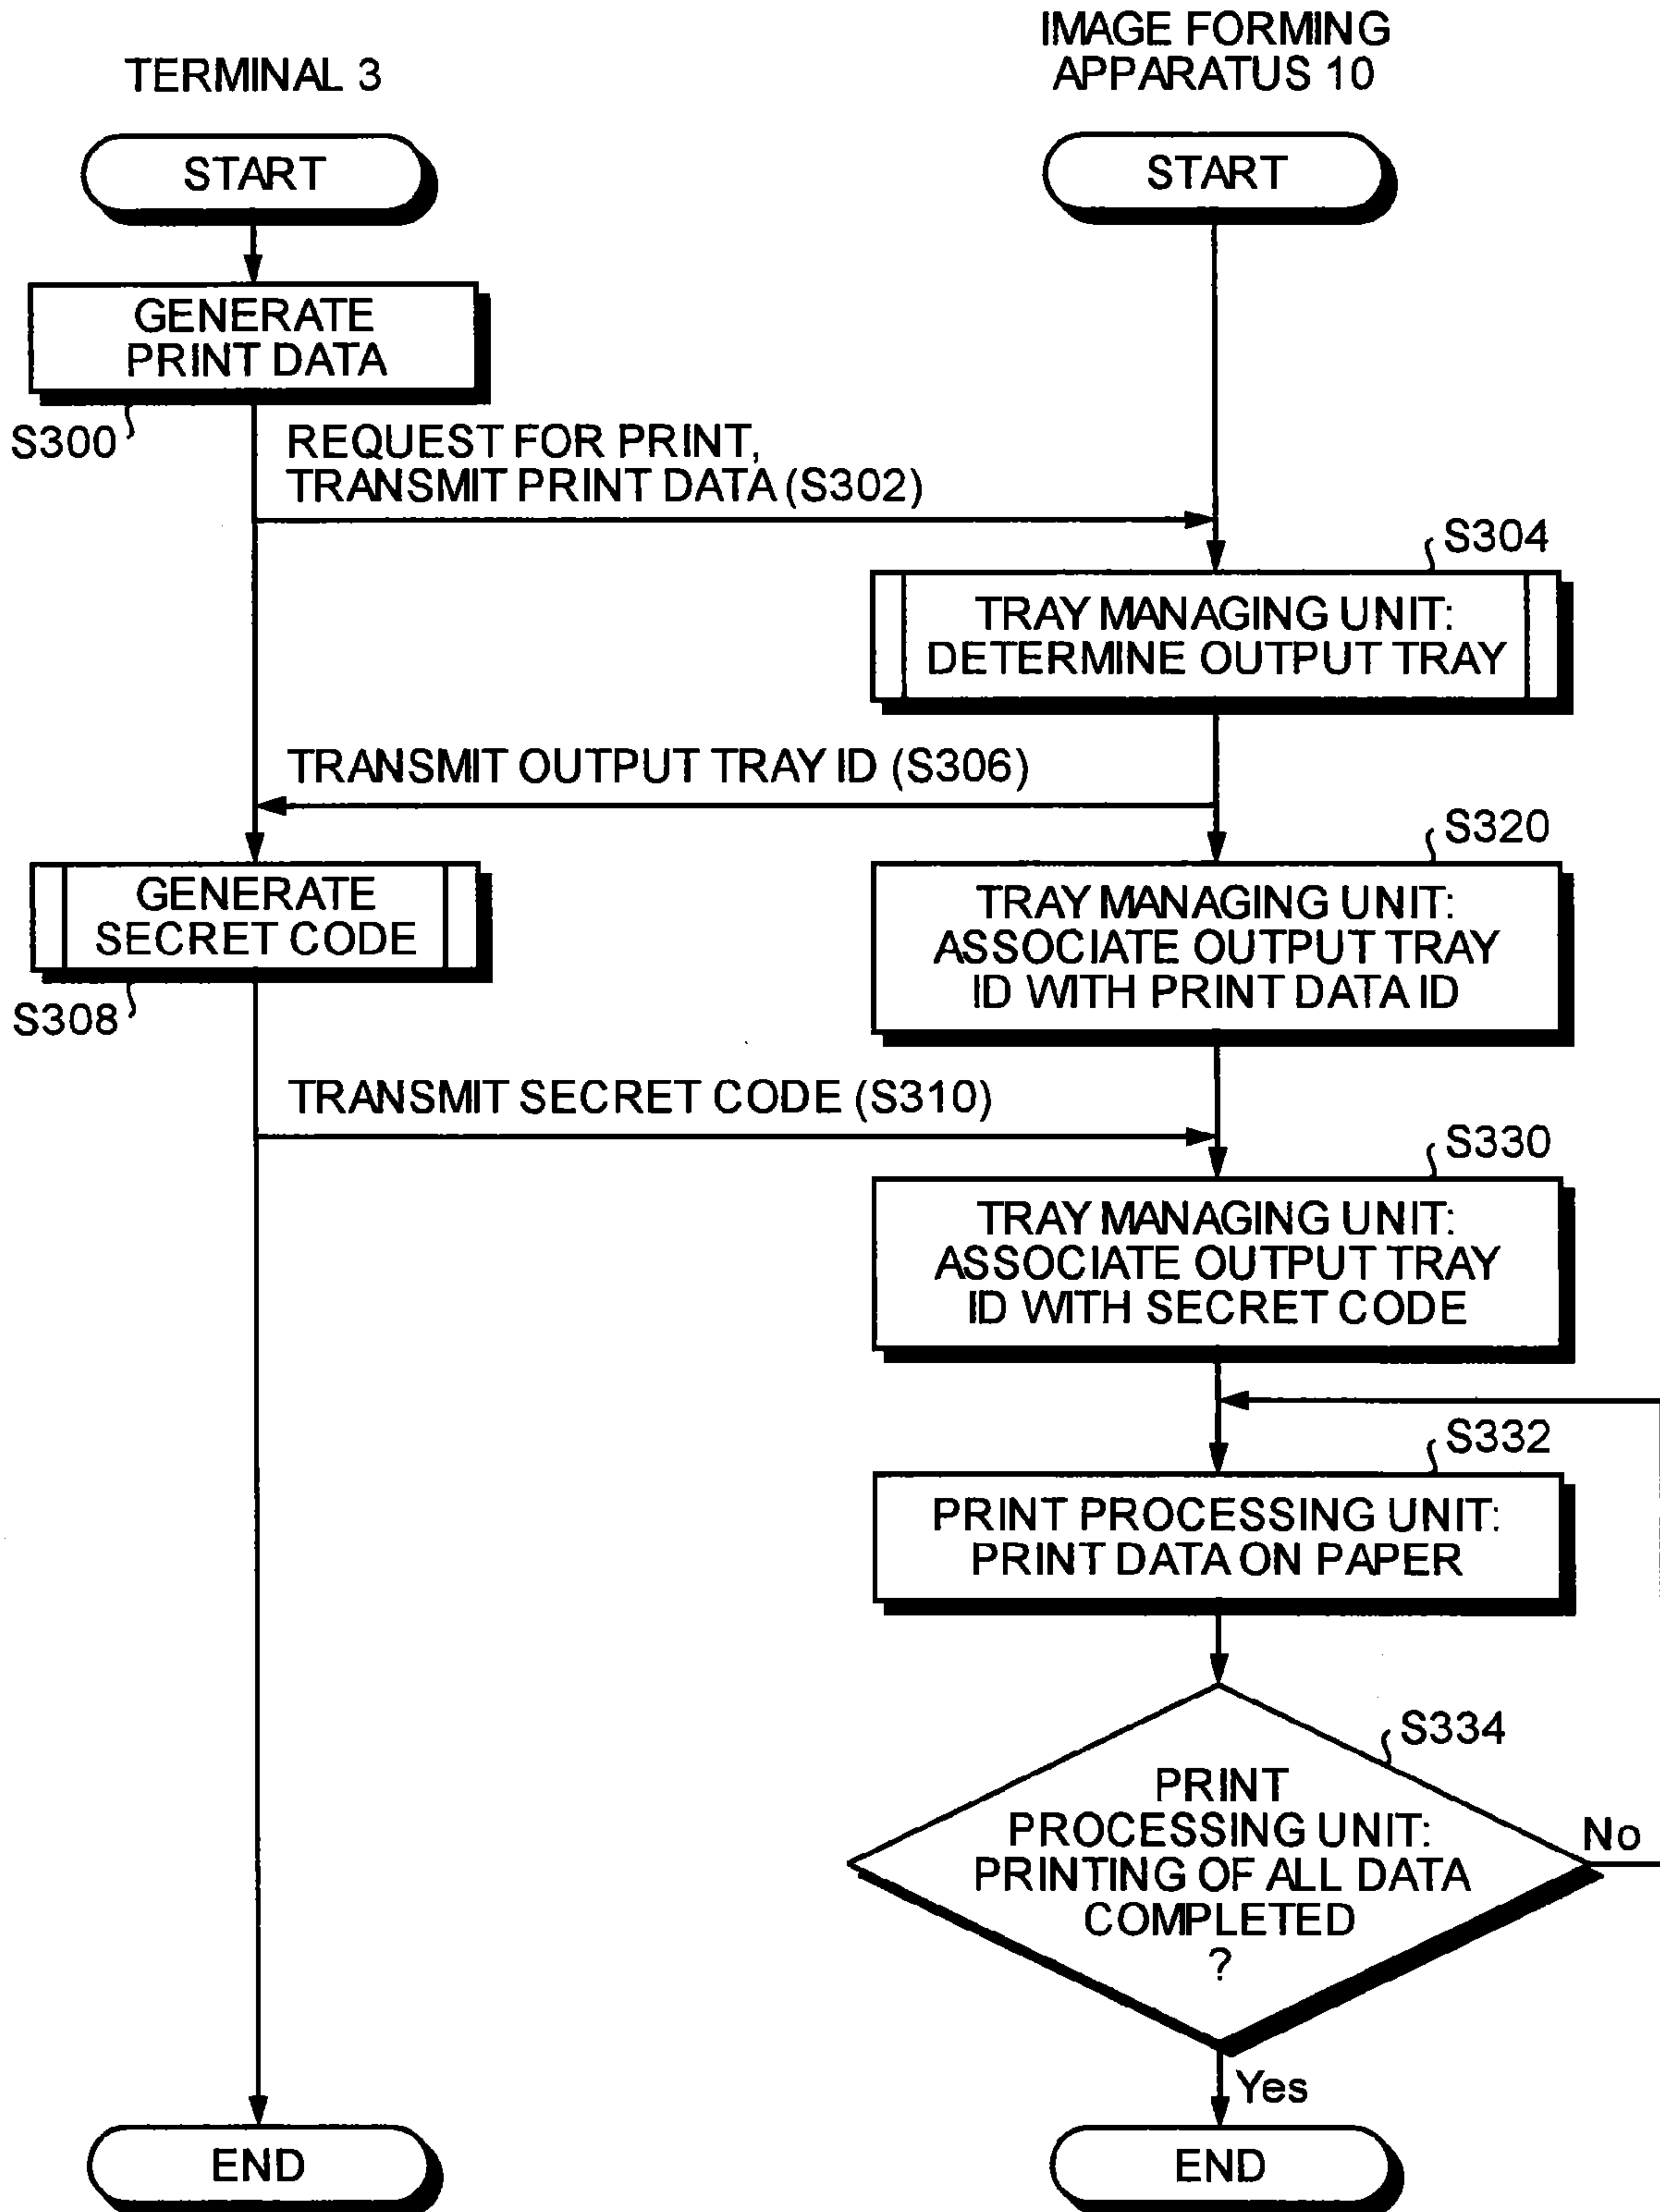 TERMINAL 3
IMAGE FORMING
APPARATUS 10
START
START
GENERATE
PRINT DATA
S300
REQUEST FOR PRINT,
TRANSMIT PRINT DATA (S302)
S304
TRAY MANAGING UNIT:
DETERMINE OUTPUT TRAY
TRANSMIT OUTPUT TRAY ID (S306)
GENERATE
SECRET CODE
S308
S320
TRAY MANAGING UNIT:
ASSOCIATE OUTPUT TRAY
ID WITH PRINT DATA ID
TRANSMIT SECRET CODE (S310)
S330
TRAY MANAGING UNIT:
ASSOCIATE OUTPUT TRAY
ID WITH SECRET CODE
S332
PRINT PROCESSING UNIT:
PRINT DATA ON PAPER
S334
PRINT
PROCESSING UNIT:
PRINTING OF ALL DATA
COMPLETED
?
No
Yes
END
END